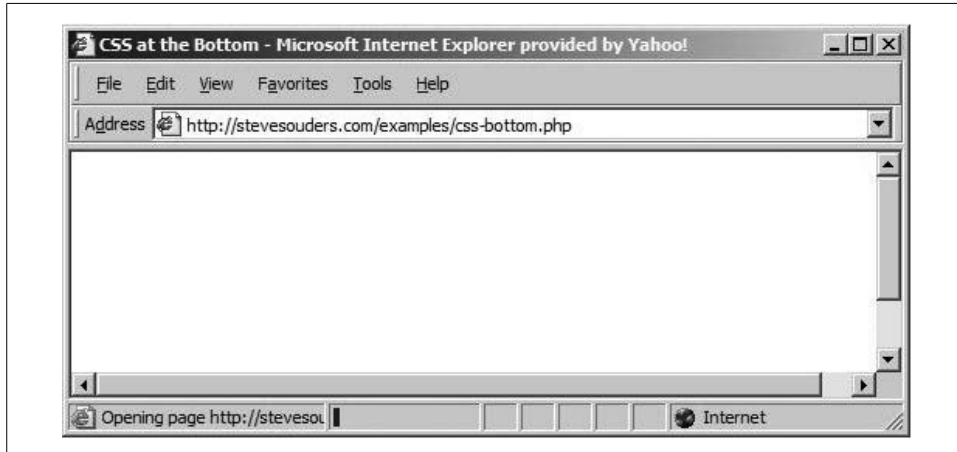 CSS at the Bottom - Microsoft Internet Explorer provided by Yahoo!
File Edit View Favorites Tools Help
Address http://stevesouders.com/examples/css-bottom.php
Opening page http://stevesou Internet